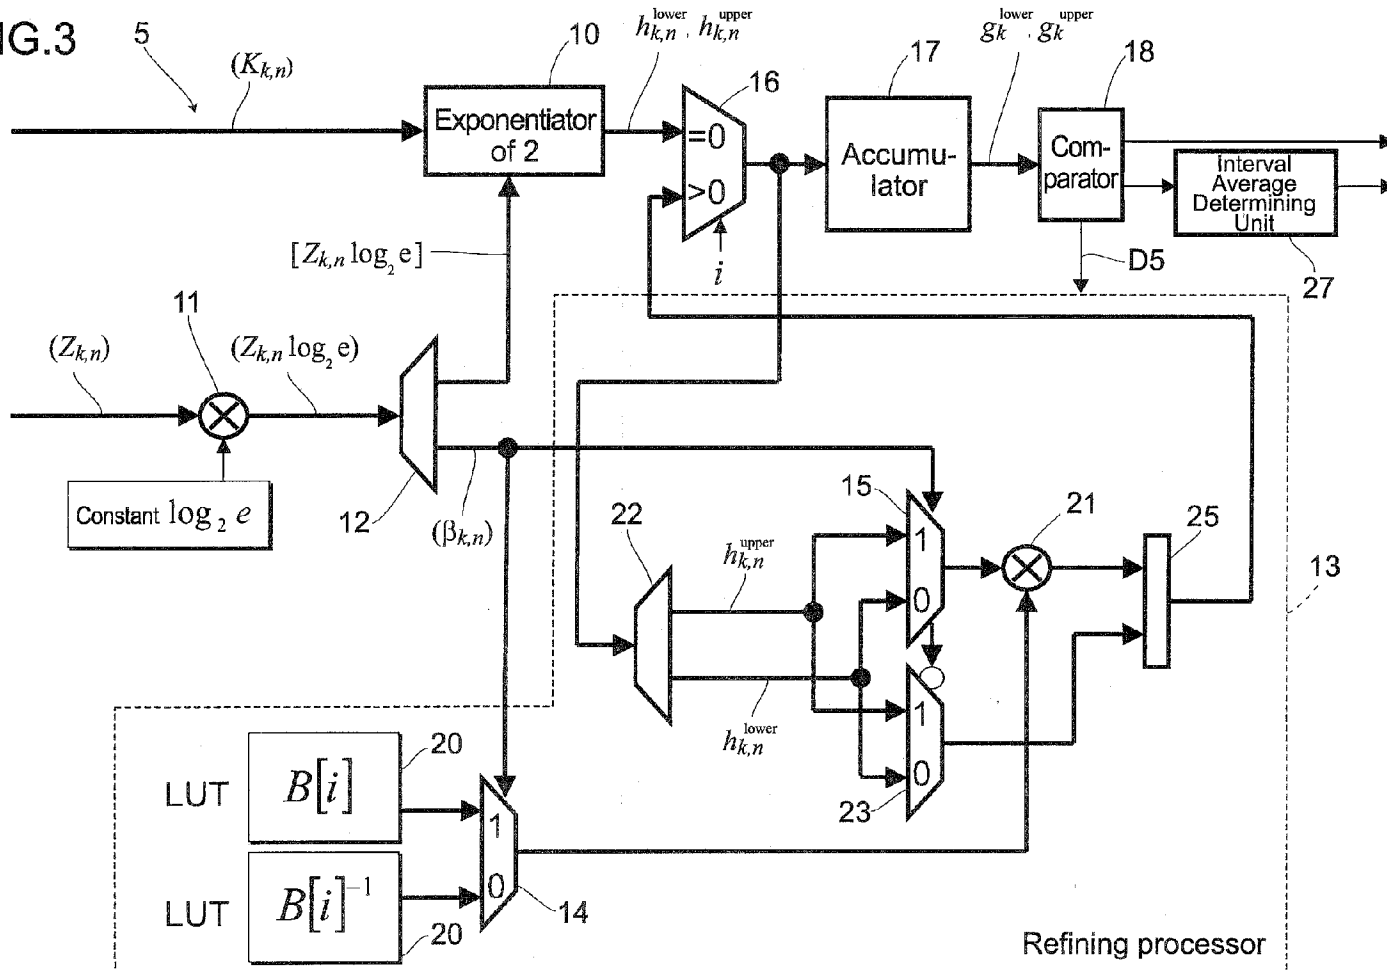 IG.3
5
(K_{k,n})
10
Exponentiator
of 2
h_{k,n}^{lower}, h_{k,n}^{upper}
16
=0
>0
i
17
Accumu-
lator
g_k^{lower}, g_k^{upper}
18
Com-
parator
Interval
Average
Determining
Unit
27
D5
[Z_{k,n} log_2 e]
(Z_{k,n})
11
(Z_{k,n} log_2 e)
Constant log_2 e
12
(β_{k,n})
22
h_{k,n}^{upper}
h_{k,n}^{lower}
15
1
0
21
25
13
1
0
23
LUT
B[i]
20
LUT
B[i]^{-1}
20
1
0
14
Refining processor